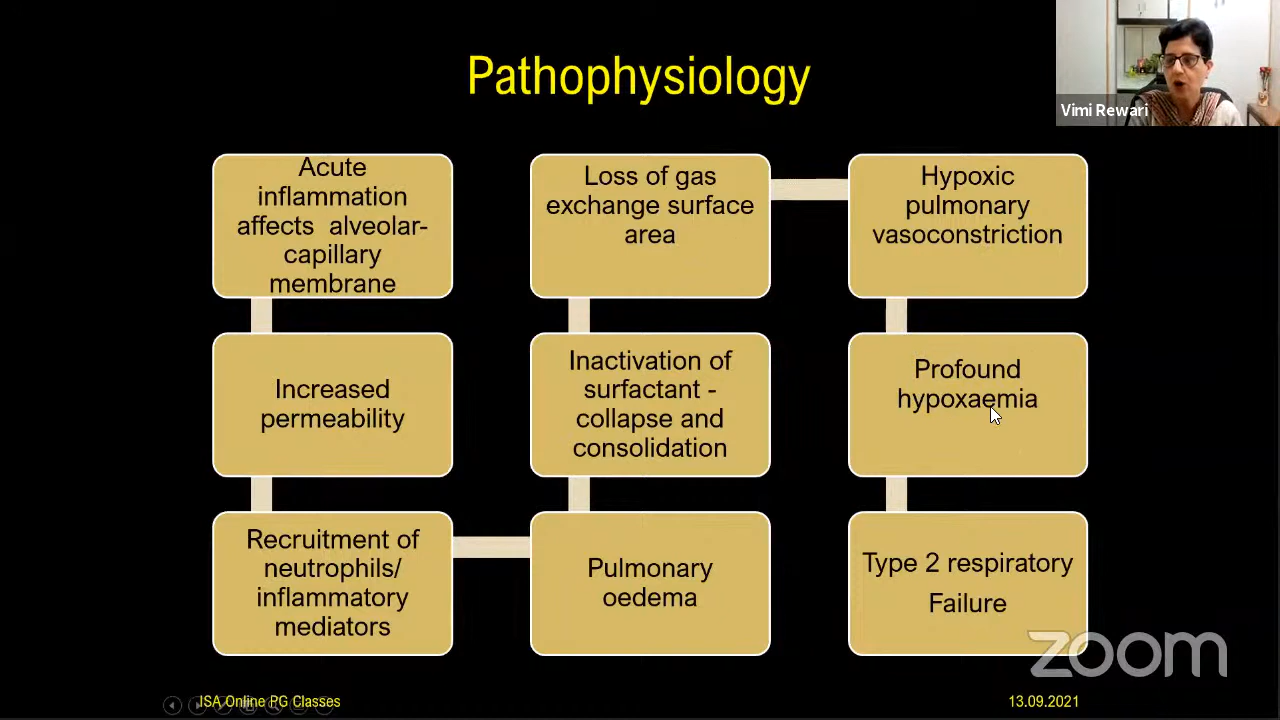 Pathophysiology
Vimi Rewari
Acute
inflammation
affects alveolar-
capillary
membrane
Increased
permeability
Recruitment of
neutrophils/
inflammatory
mediators
Pulmonary
oedema
Inactivation of
surfactant -
collapse and
consolidation
Loss of gas
exchange surface
area
Hypoxic
pulmonary
vasoconstriction
Profound
hypoxaemia
Type 2 respiratory
Failure
zoom
ISA Online PG Classes
13.09.2021